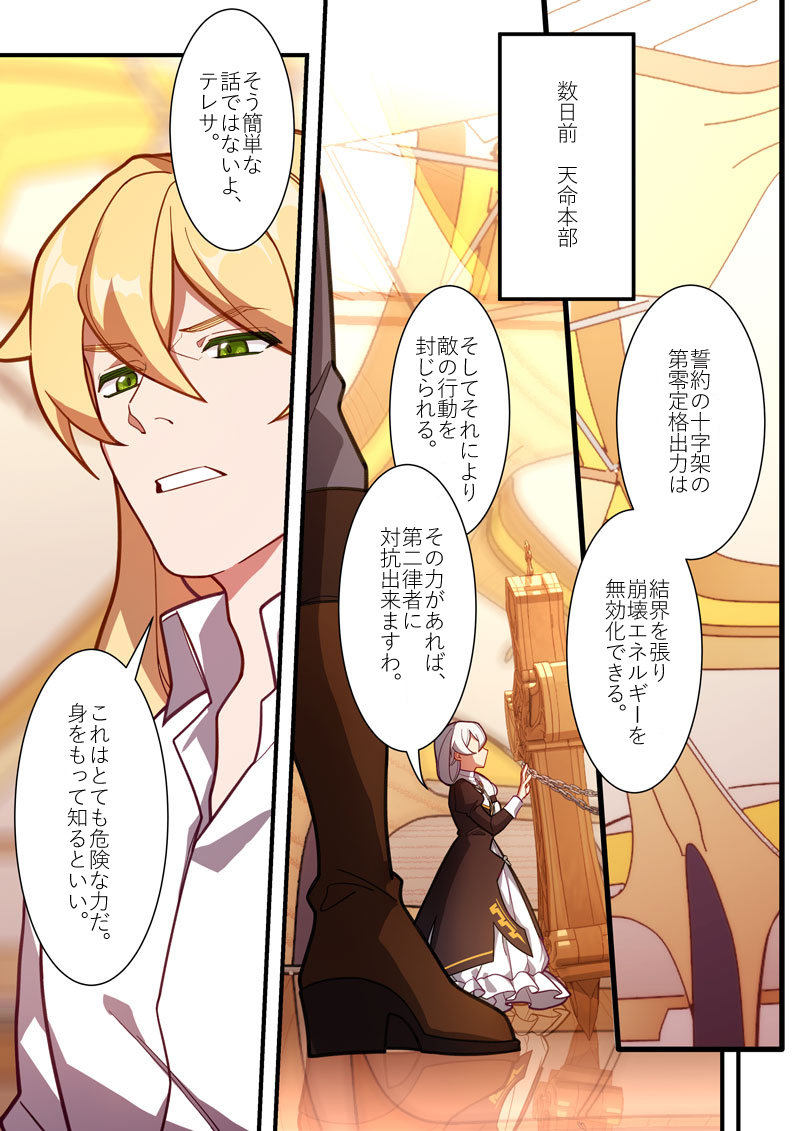 数日前　天命本部
誓約の十字架の
第零定格出力は
結界を張り
崩壊エネルギーを
無効化できる。
そしてそれにより
敵の行動を
封じられる。
その力があれば、
第二律者に
対抗出来ますわ。
そう簡単な
話ではないよ、
テレサ。
これはとても危険な力だ。
身をもって知るといい。